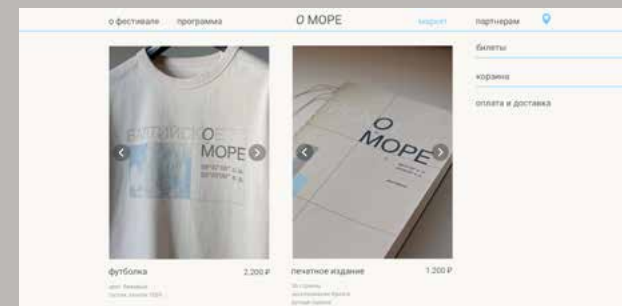 о фестивале
программа
О МОРЕ
маркет
партнерам
билеты
корзина
оплата и доставка
О
МОРЕ
О
МОРЕ
футболка
2.200 ₽
печатное издание
1.200 ₽